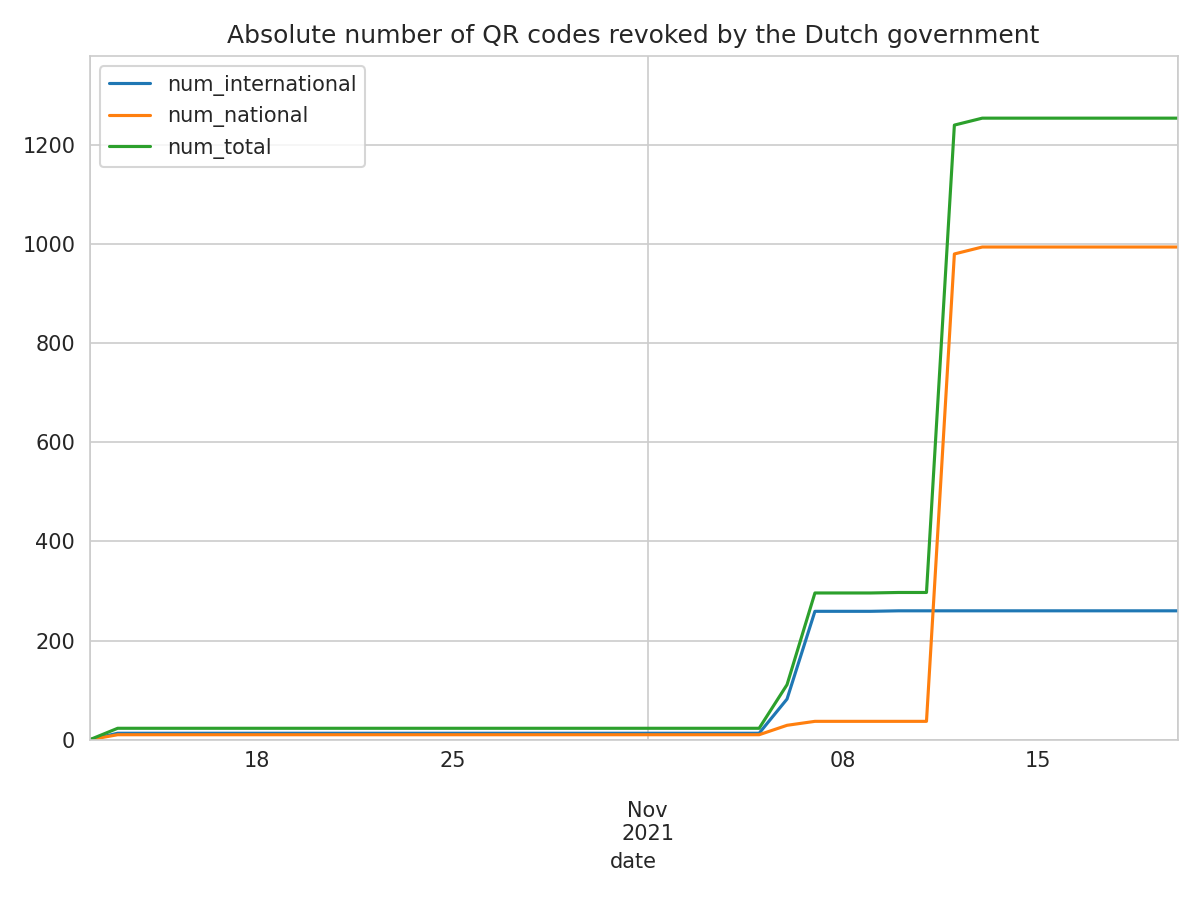 Absolute number of QR codes revoked by the Dutch government
num_international
num_national
num_total
1200
1000
800
600
400
200
0
18
25
08
15
Nov
2021
date